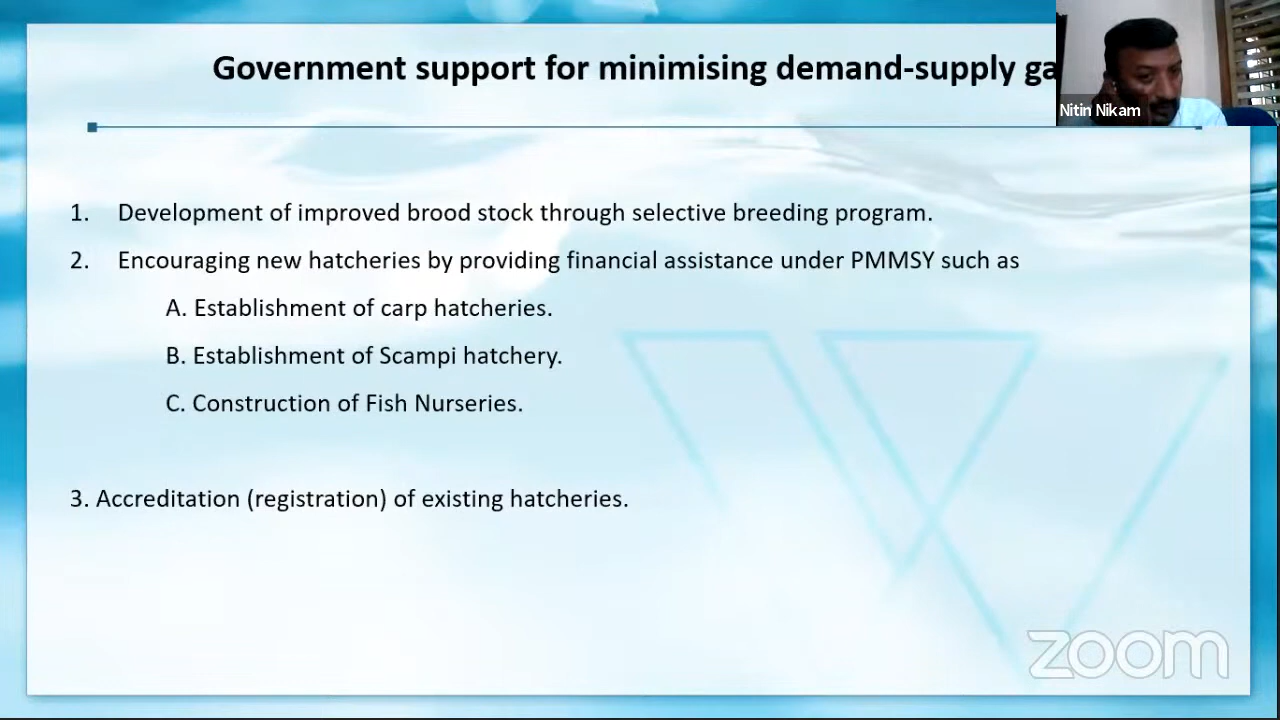 Government support for minimising demand-supply ga
Nitin Nikam
1. Development of improved brood stock through selective breeding program.
2. Encouraging new hatcheries by providing financial assistance under PMMSY such as
A. Establishment of carp hatcheries.
B. Establishment of Scampi hatchery.
C. Construction of Fish Nurseries.
3. Accreditation (registration) of existing hatcheries.
zoom